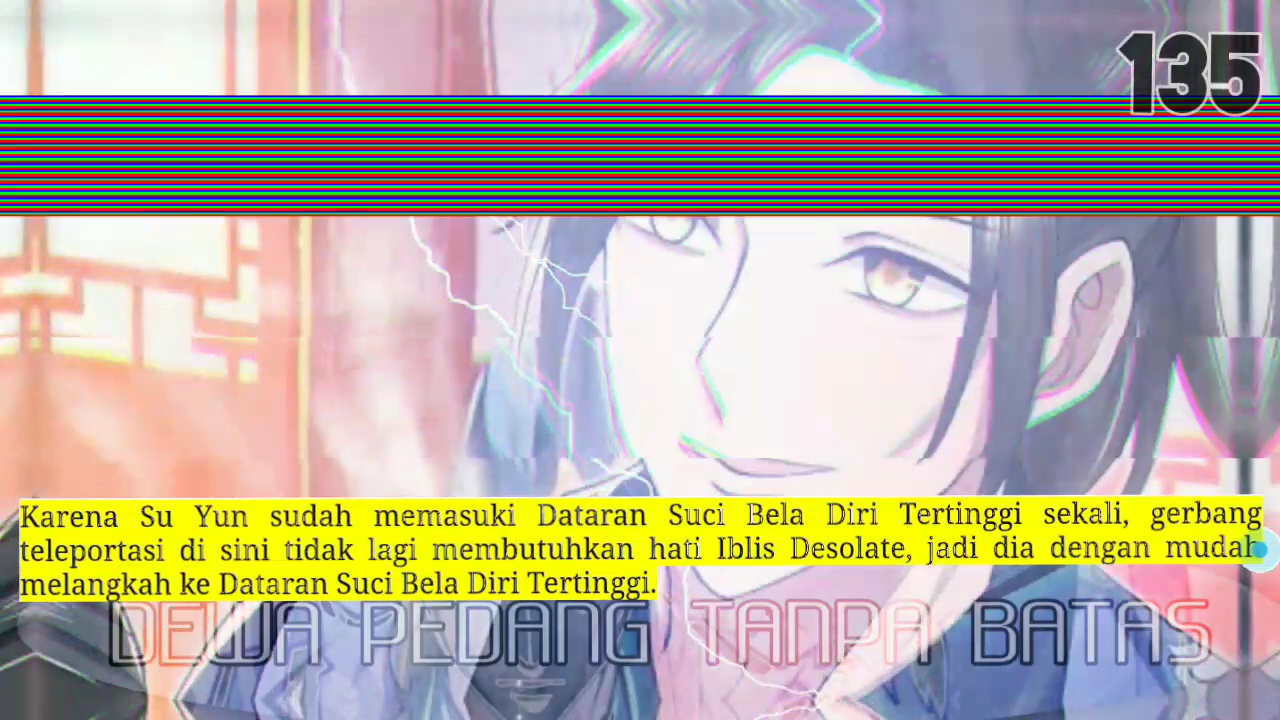 135
Karena Su Yun sudah memasuki Dataran Suci Bela Diri Tertinggi sekali, gerbang
teleportasi di sini tidak lagi membutuhkan hati Iblis Desolate, jadi dia dengan mudah
melangkah ke Dataran Suci Bela Diri Tertinggi.
DEWA PEDANG TANPA BATAS